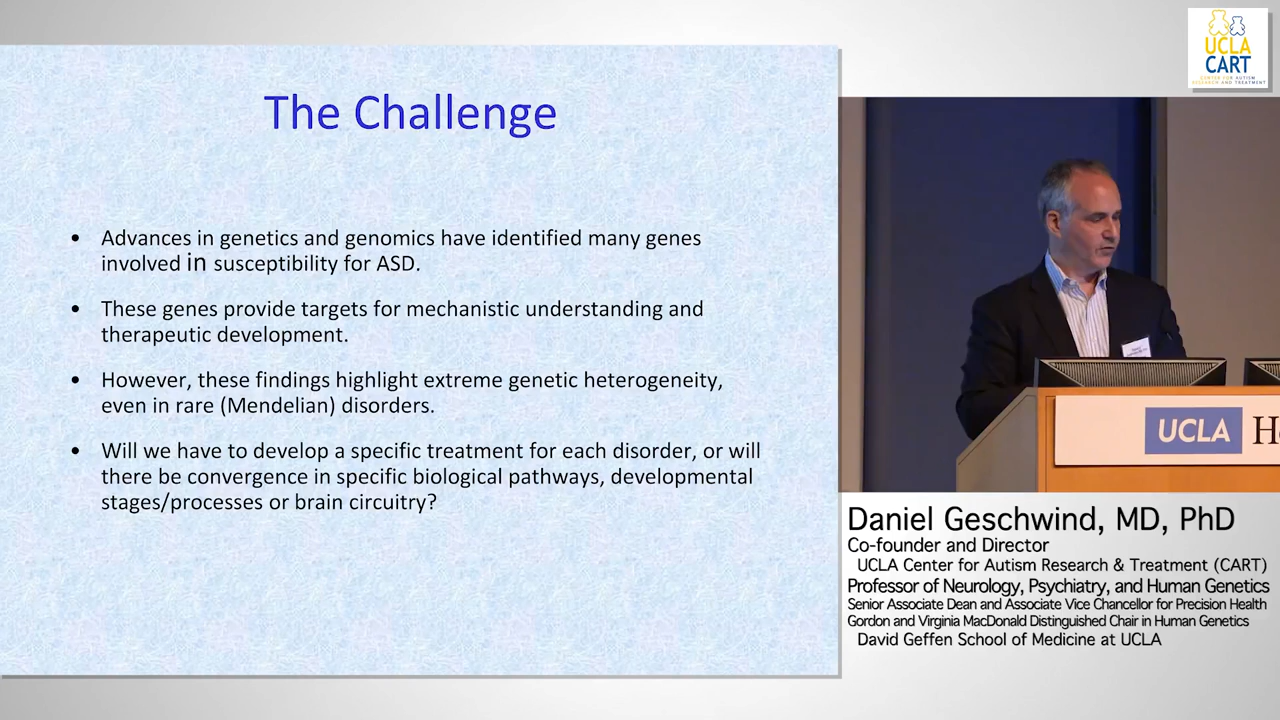 The Challenge
• Advances in genetics and genomics have identified many genes
involved in susceptibility for ASD.
• These genes provide targets for mechanistic understanding and
therapeutic development.
• However, these findings highlight extreme genetic heterogeneity,
even in rare (Mendelian) disorders.
• Will we have to develop a specific treatment for each disorder, or will
there be convergence in specific biological pathways, developmental
stages/processes or brain circuitry?
UCLA
CART
CENTER FOR AUTISM
RESEARCH AND TREATMENT
UCLA
Daniel Geschwind, MD, PhD
Co-founder and Director
UCLA Center for Autism Research & Treatment (CART)
Professor of Neurology, Psychiatry, and Human Genetics
Senior Associate Dean and Associate Vice Chancellor for Precision Health
Gordon and Virginia MacDonald Distinguished Chair in Human Genetics
David Geffen School of Medicine at UCLA